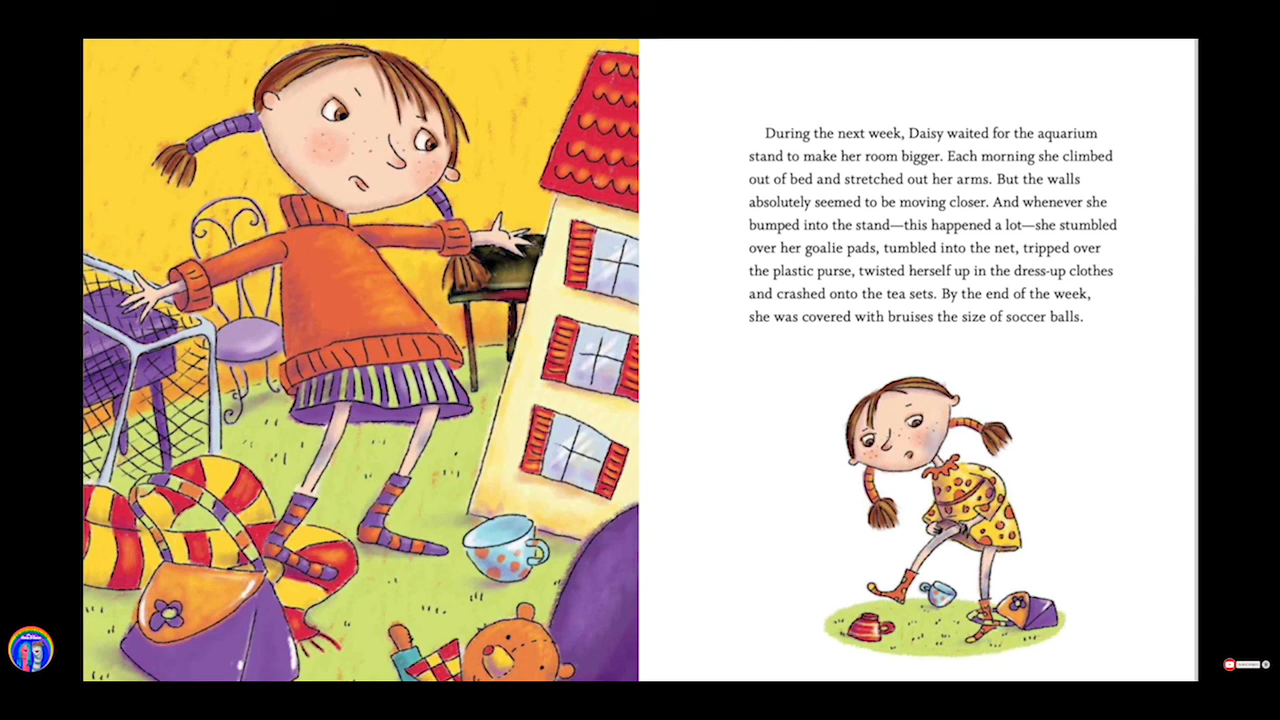 During the next week, Daisy waited for the aquarium
stand to make her room bigger. Each morning she climbed
out of bed and stretched out her arms. But the walls
absolutely seemed to be moving closer. And whenever she
bumped into the stand—this happened a lot—she stumbled
over her goalie pads, tumbled into the net, tripped over
the plastic purse, twisted herself up in the dress-up clothes
and crashed onto the tea sets. By the end of the week,
she was covered with bruises the size of soccer balls.